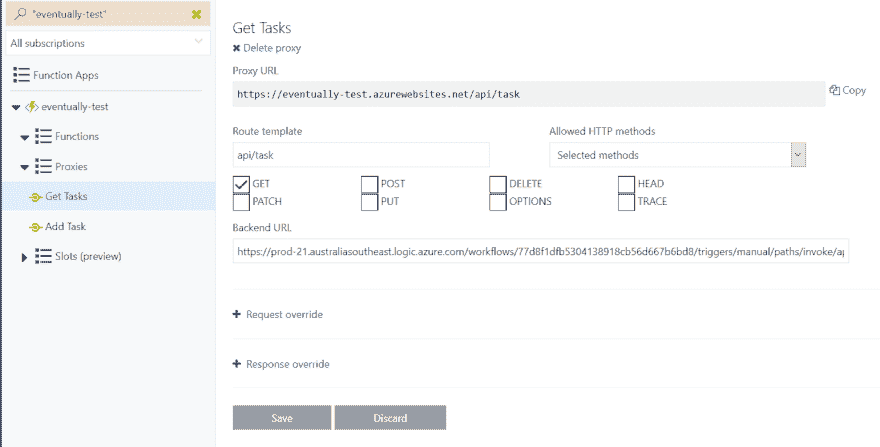 "eventually-test"
All subscriptions
Function Apps
eventually-test
Functions
Proxies
Get Tasks
Add Task
Slots (preview)
Get Tasks
Delete proxy
Proxy URL
https://eventually-test.azurewebsites.net/api/task
Copy
Route template
Allowed HTTP methods
api/task
Selected methods
GET POST DELETE HEAD
PATCH PUT OPTIONS TRACE
Backend URL
https://prod-21.australiasoutheast.logic.azure.com/workflows/77d8f1dfb5304138918cb56d667b6bd8/triggers/manual/paths/invoke/ap
Request override
Response override
Save Discard